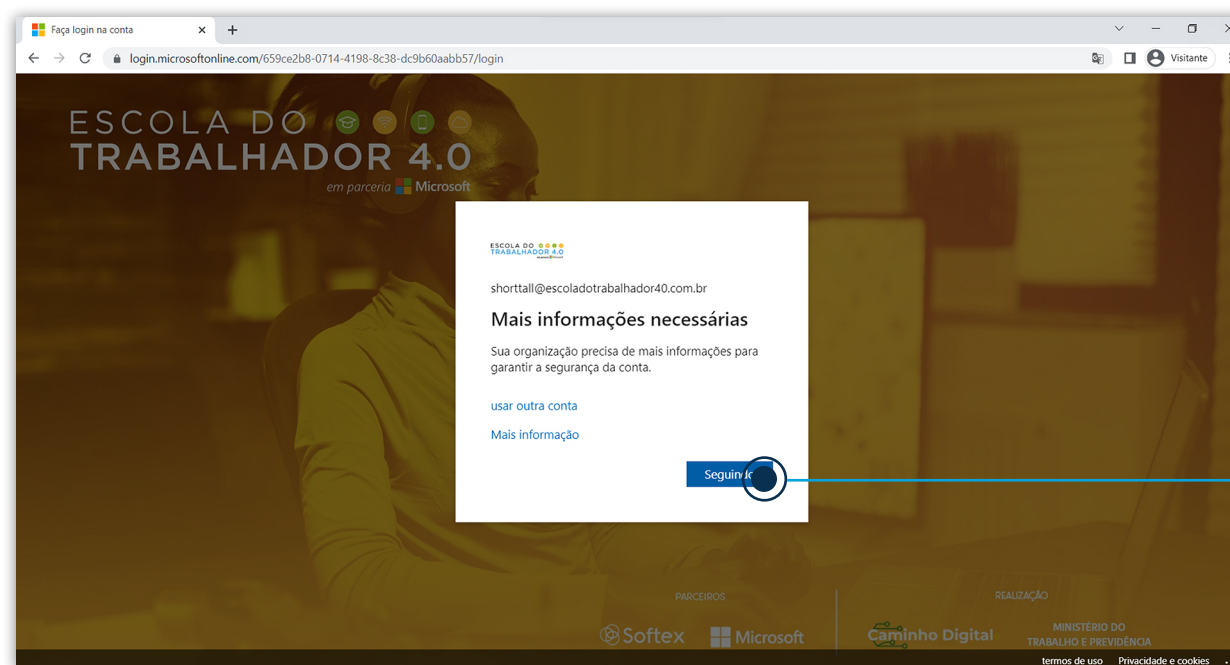 Faça login na conta
login.microsoftonline.com/659ce2b8-0714-4198-8c38-dc9b60aabb57/login
Visitante
ESCOLA DO
TRABALHADOR 4.0
em parceria Microsoft
ESCOLA DO
TRABALHADOR 4.0
shorttall@escoladotrabalhador40.com.br
Mais informações necessárias
Sua organização precisa de mais informações para
garantir a segurança da conta.
usar outra conta
Mais informação
Seguindo
PARCEIROS
REALIZAÇÃO
Softex
Microsoft
Caminho Digital
MINISTÉRIO DO
TRABALHO E PREVIDÊNCIA
termos de uso Privacidade e cookies